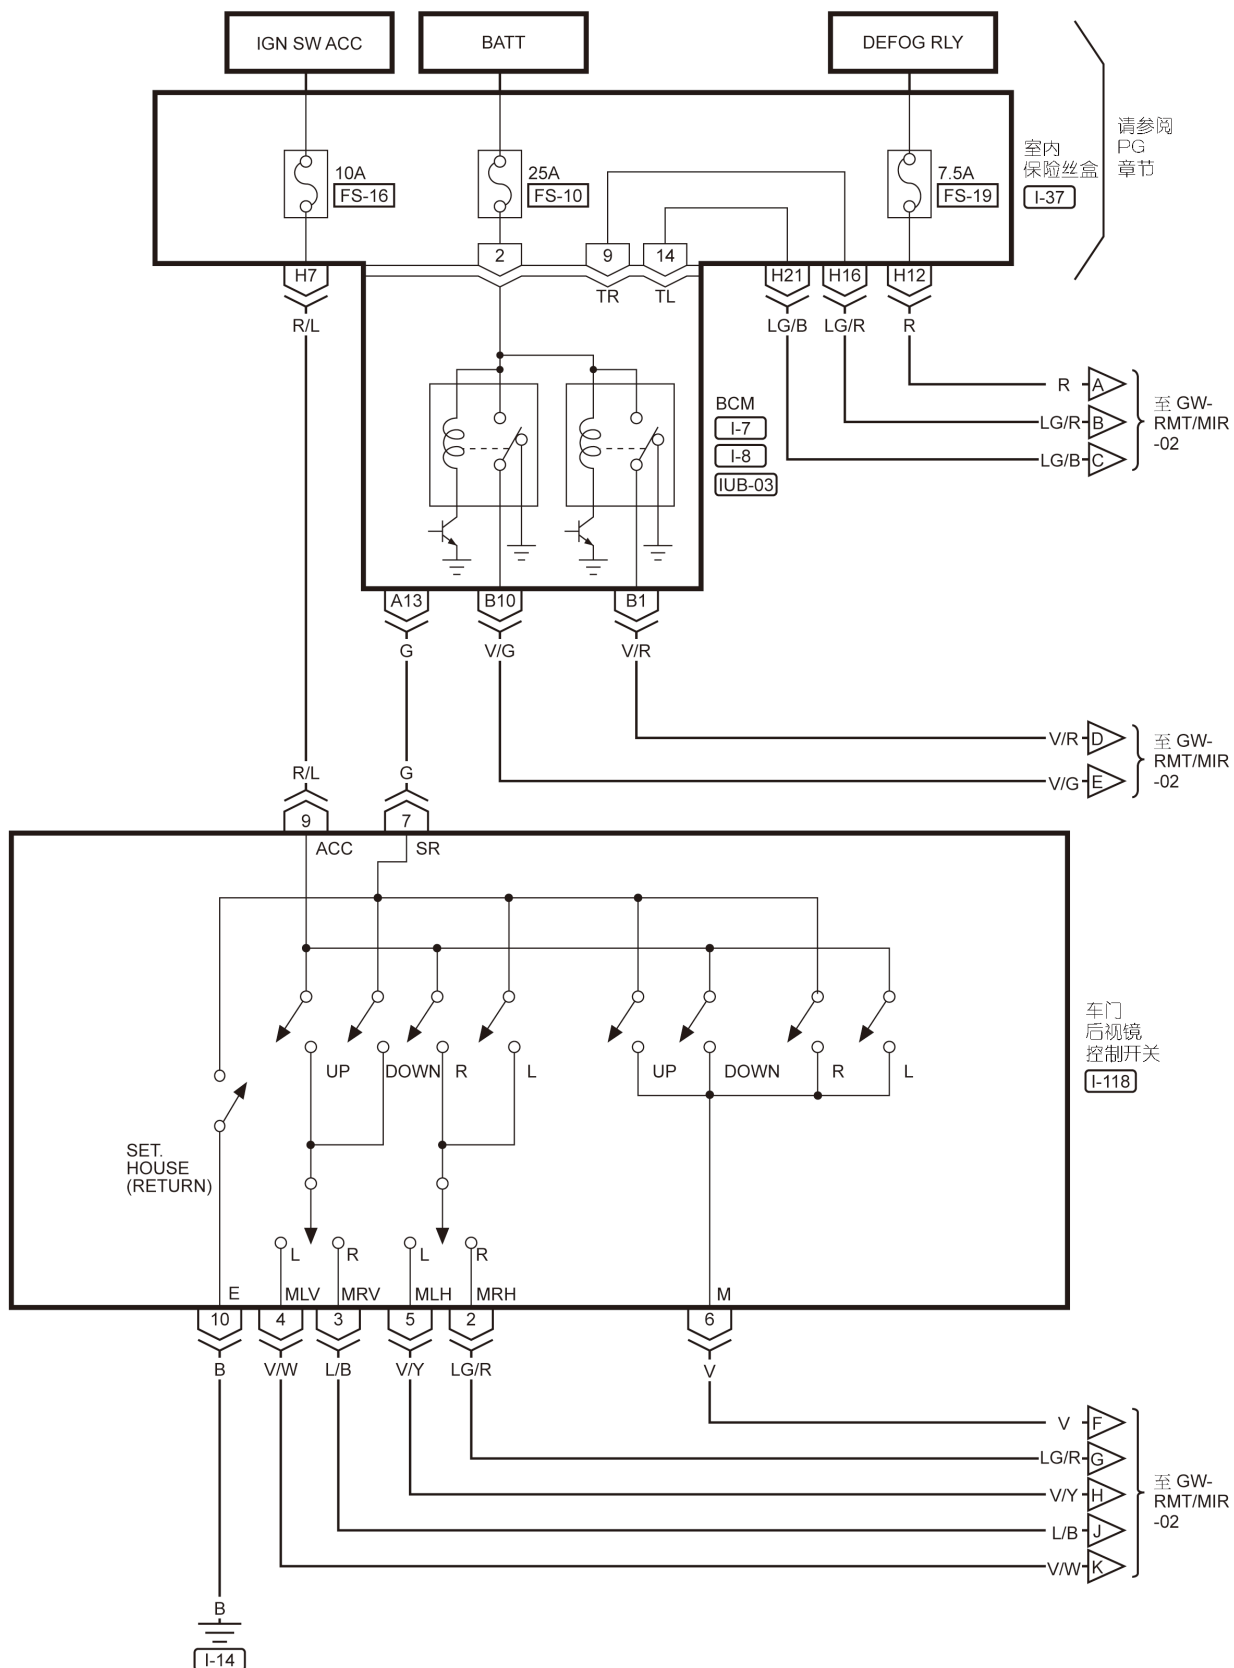 IGN SW ACC
BATT
DEFOG RLY
10A
FS-16
25A
FS-10
7.5A
FS-19
室内
保险丝盒
I-37
请参阅
PG
章节
2
9
14
H7
TR
TL
H21
H16
H12
R/L
LG/B
LG/R
R
R
A
LG/R
B
LG/B
C
至 GW-
RMT/MIR
-02
BCM
I-7
I-8
IUB-03
A13
B10
B1
G
V/G
V/R
V/R
D
V/G
E
至 GW-
RMT/MIR
-02
R/L
G
9
7
ACC
SR
UP
DOWN
R
L
UP
DOWN
R
L
车门
后视镜
控制开关
I-118
SET.
HOUSE
(RETURN)
L
R
L
R
E
MLV
MRV
MLH
MRH
M
10
4
3
5
2
6
B
V/W
L/B
V/Y
LG/R
V
V
F
LG/R
G
V/Y
H
L/B
J
V/W
K
至 GW-
RMT/MIR
-02
B
I-14